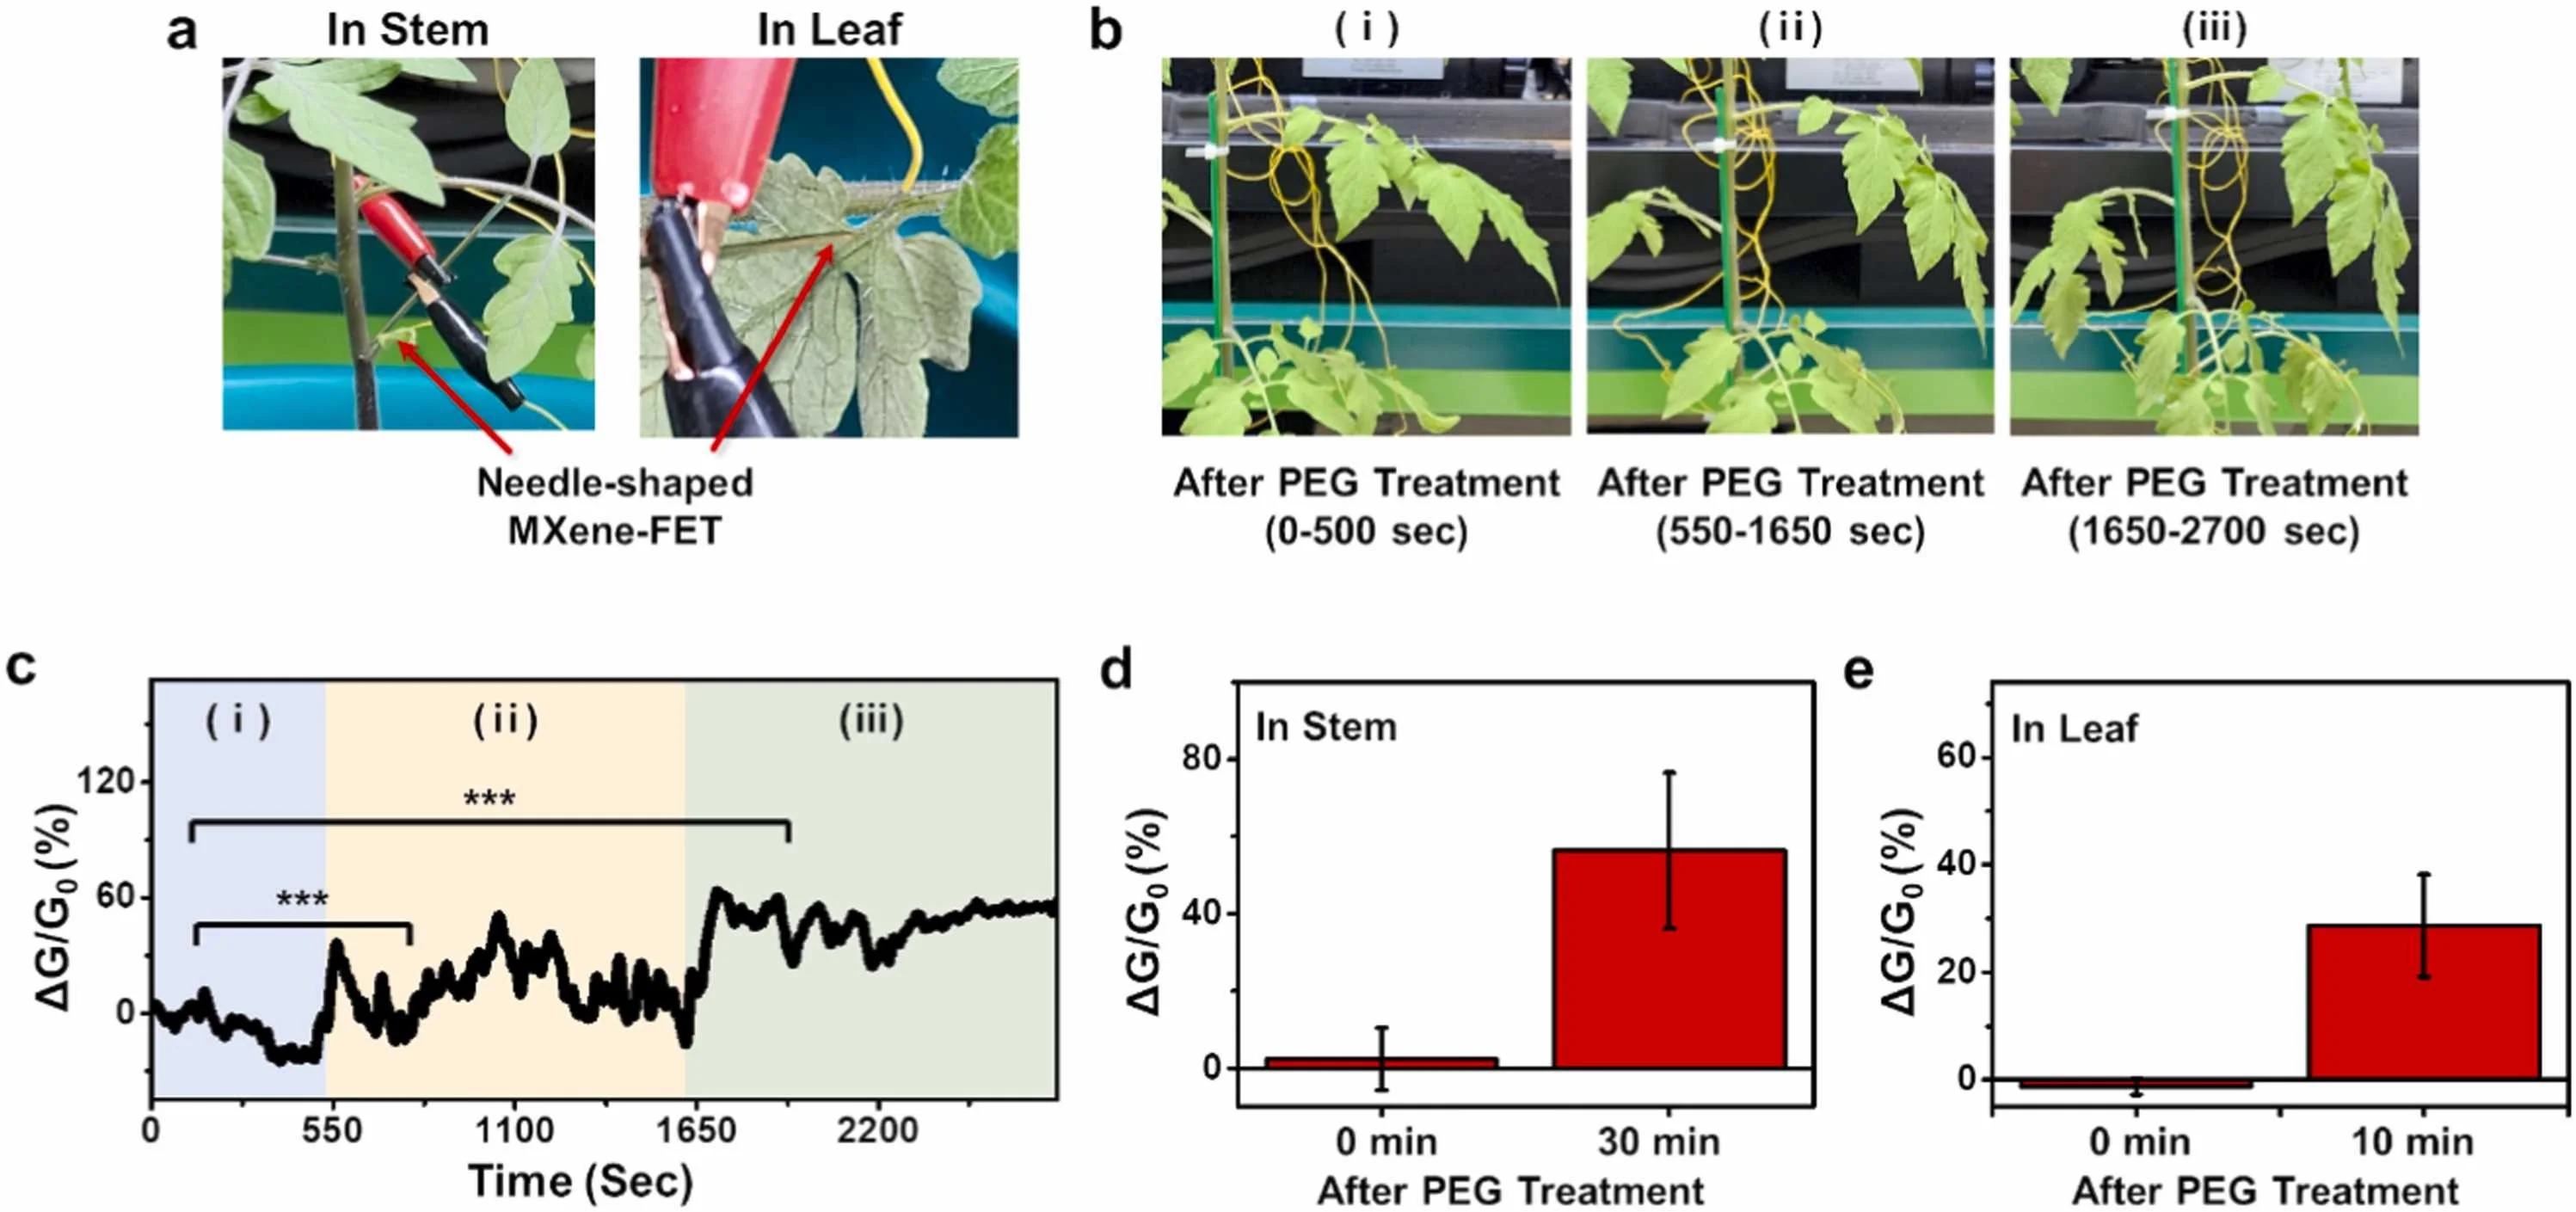 a
In Stem
In Leaf
Needle-shaped
MXene-FET
b
( i )
(ii)
(iii)
After PEG Treatment
(0-500 sec)
After PEG Treatment
(550-1650 sec)
After PEG Treatment
(1650-2700 sec)
c
( i )
(ii)
(iii)
***
***
ΔG/G₀ (%)
120
60
0
0
550
1100
1650
2200
Time (Sec)
d
In Stem
ΔG/G₀ (%)
80
40
0
0 min
30 min
After PEG Treatment
e
In Leaf
ΔG/G₀ (%)
60
40
20
0
0 min
10 min
After PEG Treatment